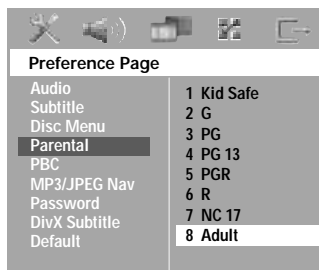 Preference Page
Audio
Subtitle
Disc Menu
Parental
PBC
MP3/JPEG Nav
Password
DivX Subtitle
Default
1 Kid Safe
2 G
3 PG
4 PG 13
5 PGR
6 R
7 NC 17
8 Adult